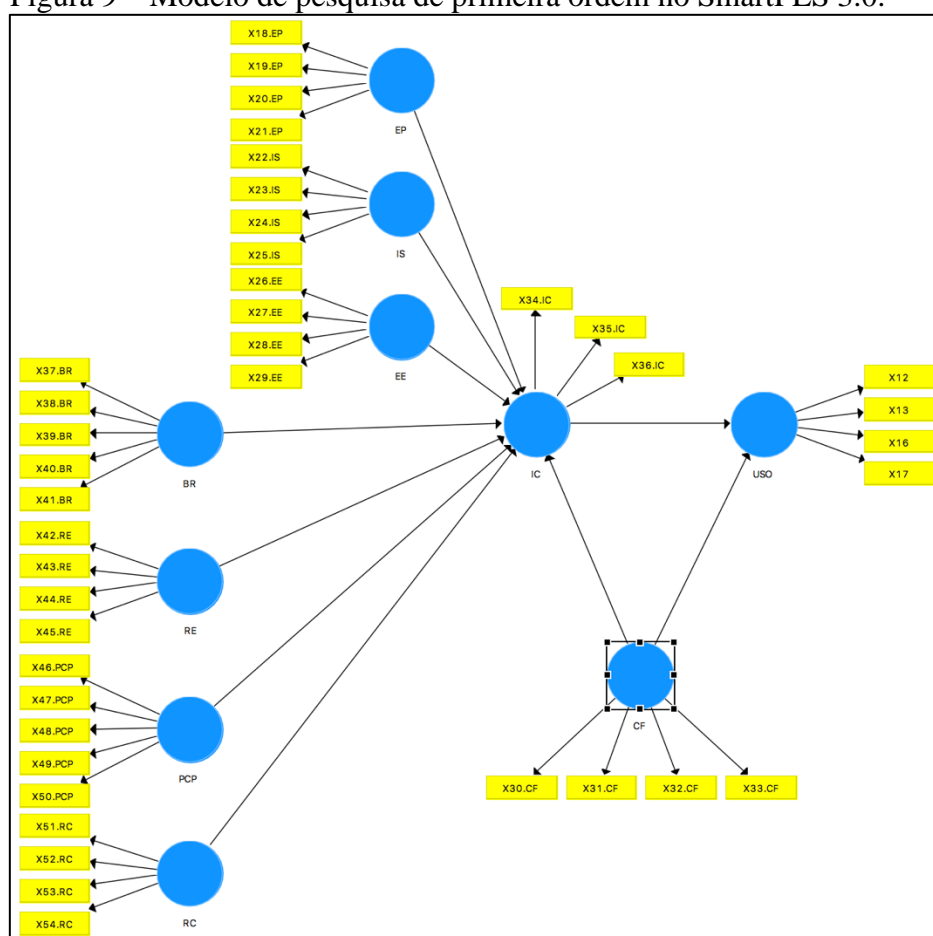 Figura 9 – Modelo de pesquisa de primeira ordem no SmartPLS 3.0.
X18.EP
X19.EP
X20.EP
X21.EP
EP
X22.IS
X23.IS
X24.IS
X25.IS
IS
X26.EE
X27.EE
X28.EE
X29.EE
EE
X34.IC
X35.IC
X36.IC
IC
X12
X13
X16
X17
USO
X37.BR
X38.BR
X39.BR
X40.BR
X41.BR
BR
X42.RE
X43.RE
X44.RE
X45.RE
RE
X46.PCP
X47.PCP
X48.PCP
X49.PCP
X50.PCP
PCP
CF
X30.CF
X31.CF
X32.CF
X33.CF
X51.RC
X52.RC
X53.RC
X54.RC
RC